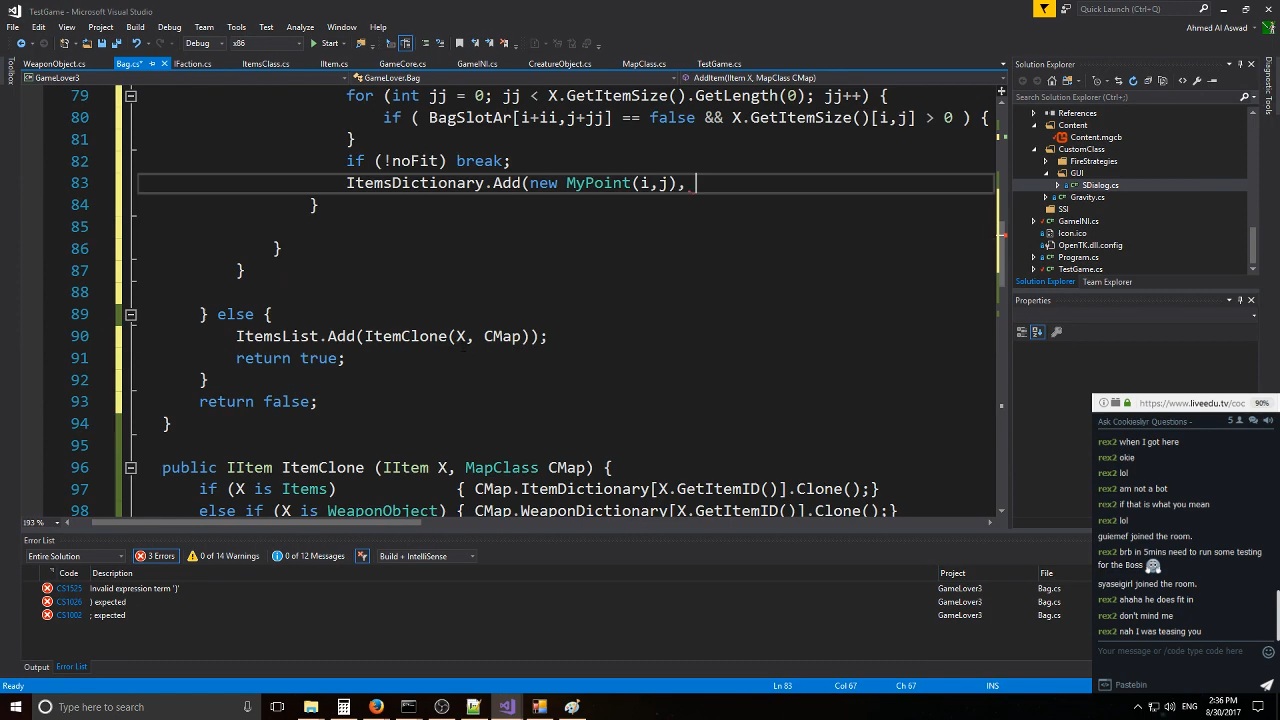 TestGame - Microsoft Visual Studio
Quick Launch (Ctrl+Q)
File Edit View Project Build Debug Team Tools Architecture Test Analyze Window Help
Ahmed Al Aswad
Debug x86 Start
WeaponObject.cs Bag.cs* IFaction.cs ItemsClass.cs IItem.cs GameCore.cs GameINI.cs CreatureObject.cs MapClass.cs TestGame.cs
GameLover3 GameLover.Bag AddItem(IItem X, MapClass CMap)
Toolbox
79 for (int jj = 0; jj < X.GetItemSize().GetLength(0); jj++) {
80 if ( BagSlotAr[i+ii,j+jj] == false && X.GetItemSize()[i,j] > 0 ) {
81 }
82 if (!noFit) break;
83 ItemsDictionary.Add(new MyPoint(i,j),
84 }
85
86 }
87 }
88
89 } else {
90 ItemsList.Add(ItemClone(X, CMap));
91 return true;
92 }
93 return false;
94 }
95
96 public IItem ItemClone (IItem X, MapClass CMap) {
97 if (X is Items) { CMap.ItemDictionary[X.GetItemID()].Clone();}
98 else if (X is WeaponObject) { CMap.WeaponDictionary[X.GetItemID()].Clone();}
193 %
Solution Explorer
Search Solution Explorer (Ctrl+;)
References
Content
Content.mgcb
CustomClass
FireStrategies
GUI
SDialog.cs
Gravity.cs
SSI
GameINI.cs
Icon.ico
OpenTK.dll.config
Program.cs
TestGame.cs
Solution Explorer Team Explorer
Properties
Diagnostic Tools
Error List
Entire Solution 3 Errors 0 of 14 Warnings 0 of 12 Messages Build + IntelliSense
Code Description Project File
CS1525 Invalid expression term '}' GameLover3 Bag.cs
CS1026 ) expected GameLover3 Bag.cs
CS1002 ; expected GameLover3 Bag.cs
Output Error List
Ready Ln 83 Col 67 Ch 67 INS
https://www.liveedu.tv/coc 90%
Ask Cookieslyr Questions - 5
rex2 when I got here
rex2 okie
rex2 lol
rex2 am not a bot
rex2 if that is what you mean
rex2 lol
guiemef joined the room.
rex2 brb in 5mins need to run some testing
for the Boss
syaseigirl joined the room.
rex2 ahaha he does fit in
rex2 don't mind me
rex2 nah I was teasing you
Your message or /code type code here
Pastebin
Type here to search
ENG
2:36 PM
8/30/2017